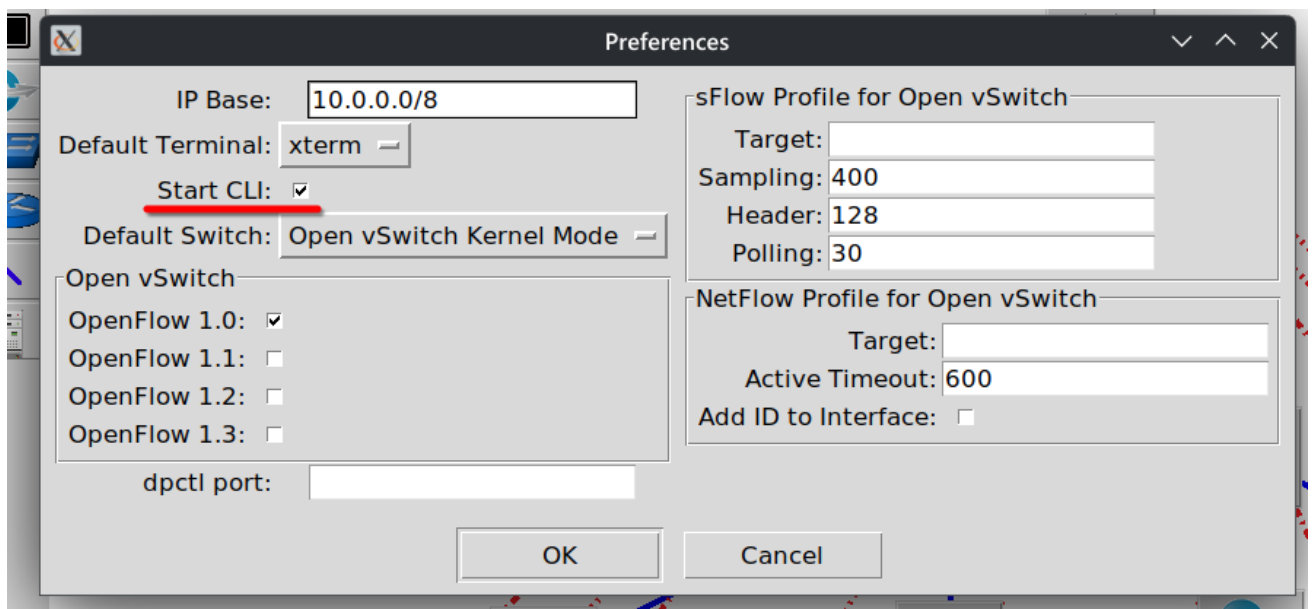 Preferences
IP Base: 10.0.0.0/8
Default Terminal: xterm
Start CLI:
Default Switch: Open vSwitch Kernel Mode
Open vSwitch
OpenFlow 1.0:
OpenFlow 1.1:
OpenFlow 1.2:
OpenFlow 1.3:
dpctl port:
sFlow Profile for Open vSwitch
Target:
Sampling: 400
Header: 128
Polling: 30
NetFlow Profile for Open vSwitch
Target:
Active Timeout: 600
Add ID to Interface:
OK
Cancel